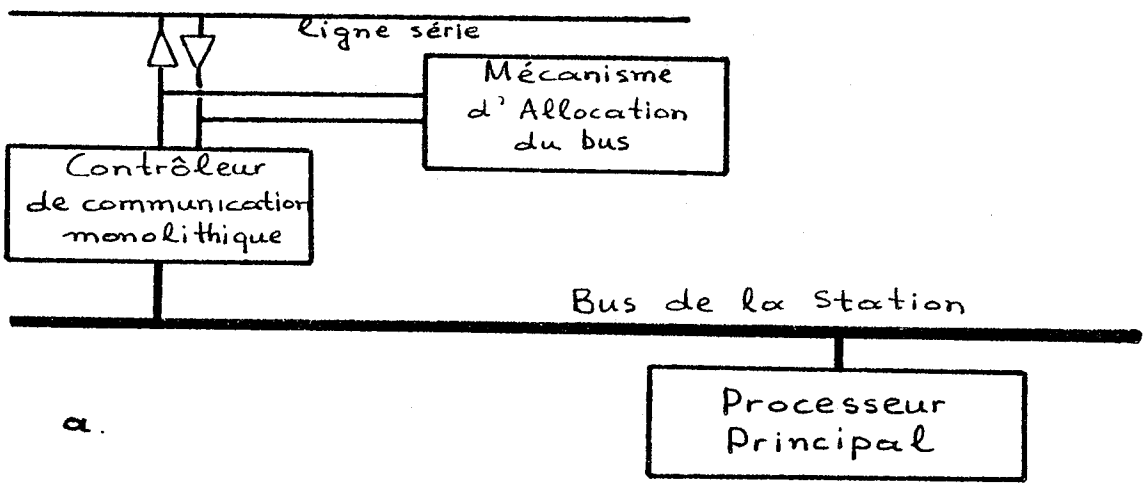 ligne série
Mécanisme
d'Allocation
du bus
Contrôleur
de communication
monolithique
Bus de la Station
Processeur
Principal
a.